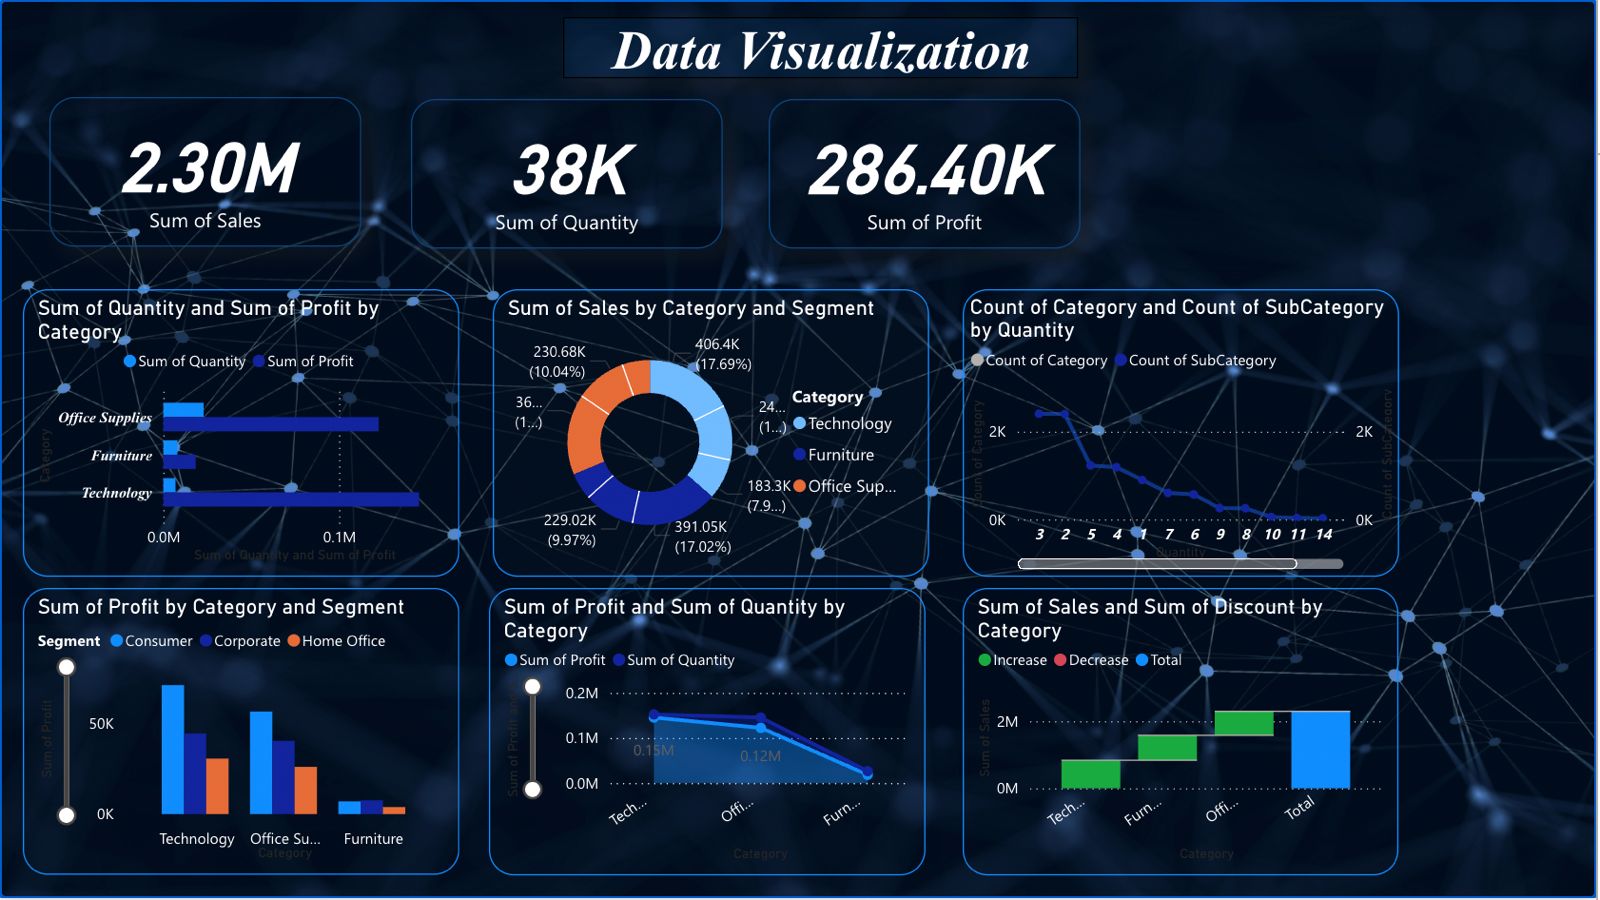 Data Visualization
2.30M
Sum of Sales
38K
Sum of Quantity
286.40K
Sum of Profit
Sum of Quantity and Sum of Profit by
Category
Sum of Quantity Sum of Profit
Category
Office Supplies
Furniture
Technology
0.0M 0.1M
Sum of Quantity and Sum of Profit
Sum of Sales by Category and Segment
406.4K
(17.69%)
24...
(1...)
183.3K
(7.9...)
391.05K
(17.02%)
229.02K
(9.97%)
36...
(1...)
230.68K
(10.04%)
Category
Technology
Furniture
Office Sup...
Count of Category and Count of SubCategory
by Quantity
Count of Category Count of SubCategory
Count of Category
2K 2K
0K 0K
Count of SubCategory
3 2 5 4 1 7 6 9 8 10 11 14
Quantity
Sum of Profit by Category and Segment
Segment Consumer Corporate Home Office
Sum of Profit
50K
0K
Technology Office Su... Furniture
Category
Sum of Profit and Sum of Quantity by
Category
Sum of Profit Sum of Quantity
Sum of Profit and
0.2M
0.1M
0.0M
0.15M
0.12M
Tech... Offi... Furn...
Category
Sum of Sales and Sum of Discount by
Category
Increase Decrease Total
Sum of Sales
2M
0M
Tech... Furn... Offi... Total
Category